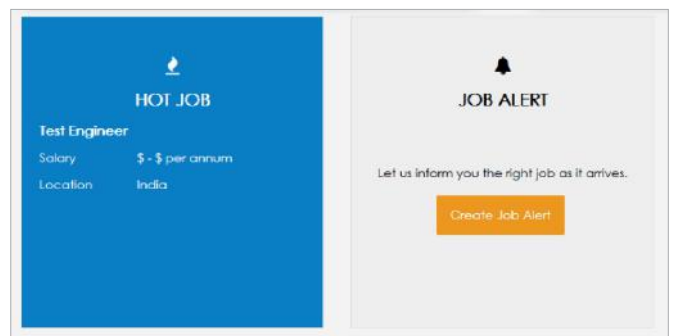 HOT JOB
Test Engineer
Salary $ - $ per annum
Location India
JOB ALERT
Let us inform you the right job as it arrives.
Create Job Alert